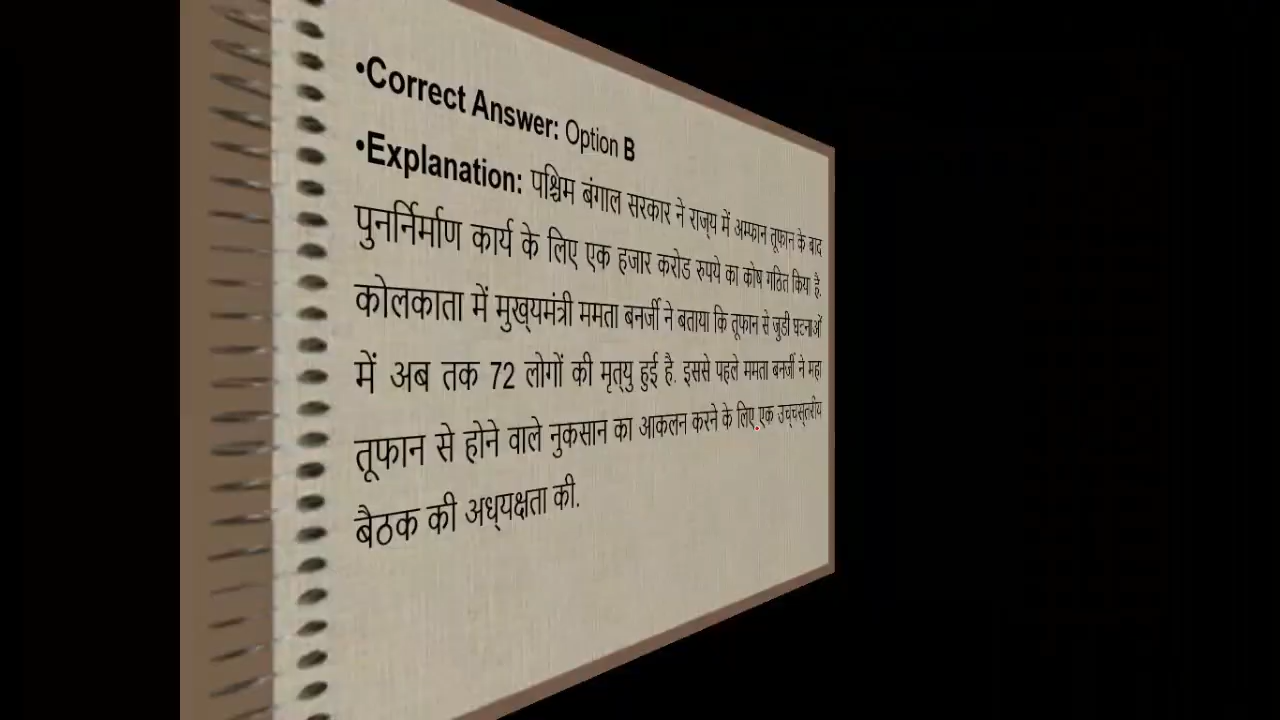 •Correct Answer: Option B
•Explanation: पश्चिम बंगाल सरकार ने राज्य में अम्फान तूफान के बाद
पुनर्निर्माण कार्य के लिए एक हजार करोड रुपये का कोष गठित किया है.
कोलकाता में मुख्यमंत्री ममता बनर्जी ने बताया कि तूफान से जुडी घटनाओं
में अब तक 72 लोगों की मृत्यु हुई है. इससे पहले ममता बनर्जी ने महा
तूफान से होने वाले नुकसान का आकलन करने के लिए एक उच्चस्तरीय
बैठक की अध्यक्षता की.